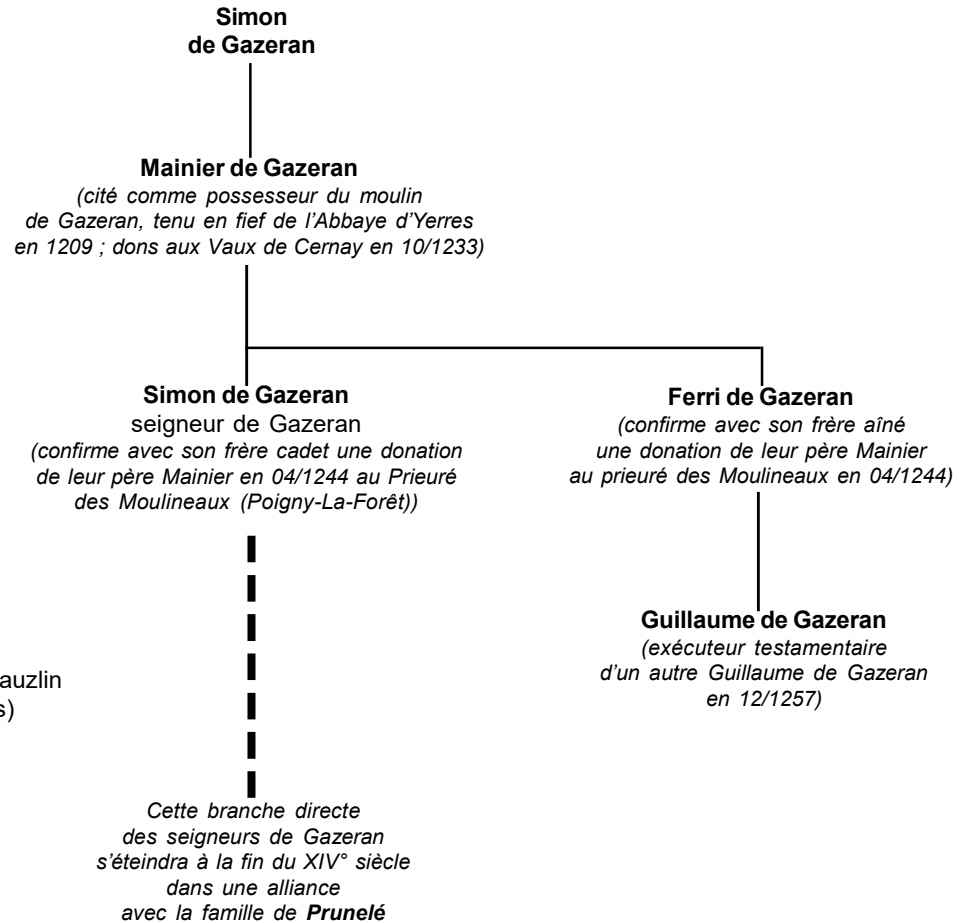 Simon
de Gazeran
Mainier de Gazeran
(cité comme possesseur du moulin
de Gazeran, tenu en fief de l'Abbaye d'Yerres
en 1209 ; dons aux Vaux de Cernay en 10/1233)
Simon de Gazeran
seigneur de Gazeran
(confirme avec son frère cadet une donation
de leur père Mainier en 04/1244 au Prieuré
des Moulineaux (Poigny-La-Forêt))
Ferri de Gazeran
(confirme avec son frère aîné
une donation de leur père Mainier
au prieuré des Moulineaux en 04/1244)
Guillaume de Gazeran
(exécuteur testamentaire
d'un autre Guillaume de Gazeran
en 12/1257)
auzlin
s)
Cette branche directe
des seigneurs de Gazeran
s'éteindra à la fin du XIV° siècle
dans une alliance
avec la famille de Prunelé